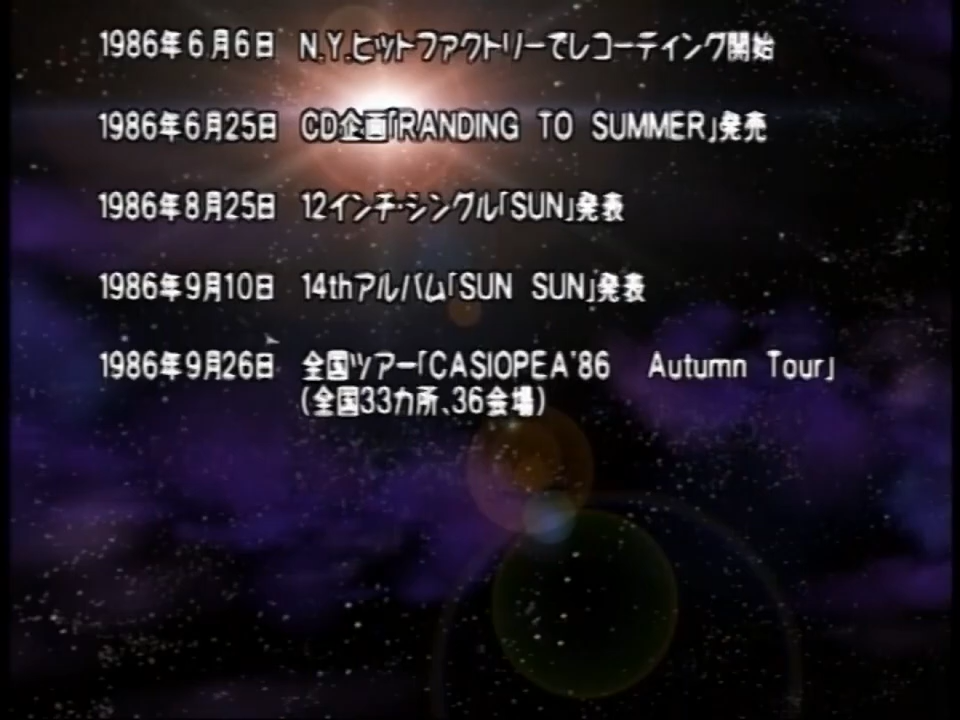 1986年6月6日 N.Y.ヒットファクトリーでレコーディング開始
1986年6月25日 CD企画「RANDING TO SUMMER」発売
1986年8月25日 12インチ・シングル「SUN」発表
1986年9月10日 14thアルバム「SUN SUN」発表
1986年9月26日 全国ツアー「CASIOPEA'86 Autumn Tour」
(全国33カ所、36会場)